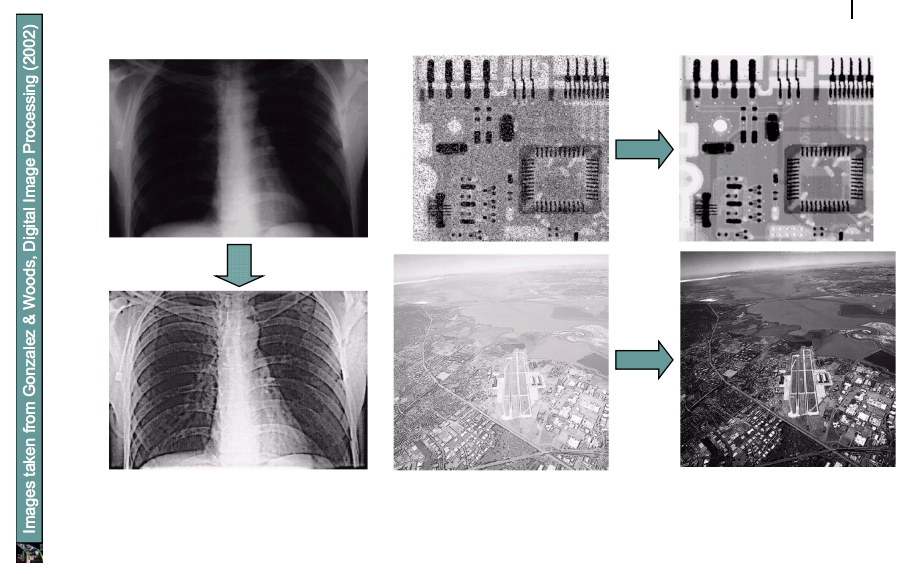 Images taken from Gonzalez & Woods, Digital Image Processing (2002)